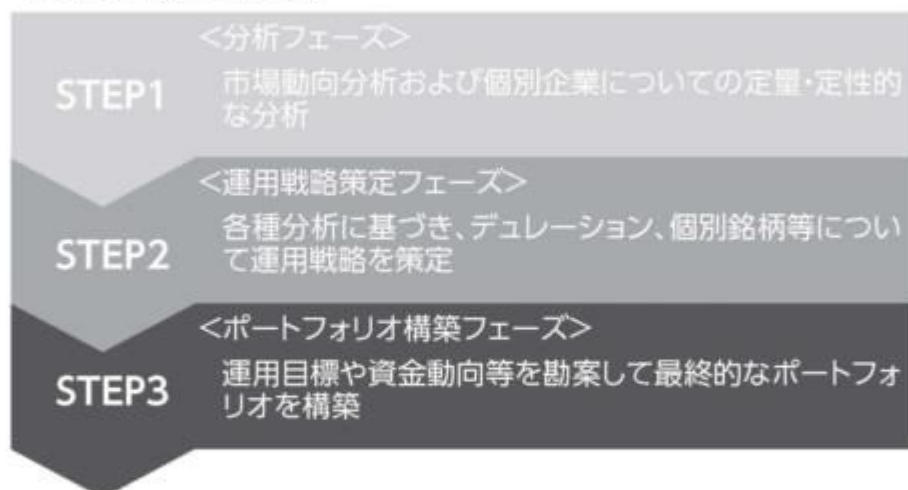 <分析フェーズ>
STEP1
市場動向分析および個別企業についての定量・定性的
な分析
<運用戦略策定フェーズ>
STEP2
各種分析に基づき、デュレーション、個別銘柄等につい
て運用戦略を策定
<ポートフォリオ構築フェーズ>
STEP3
運用目標や資金動向等を勘案して最終的なポートフォ
リオを構築